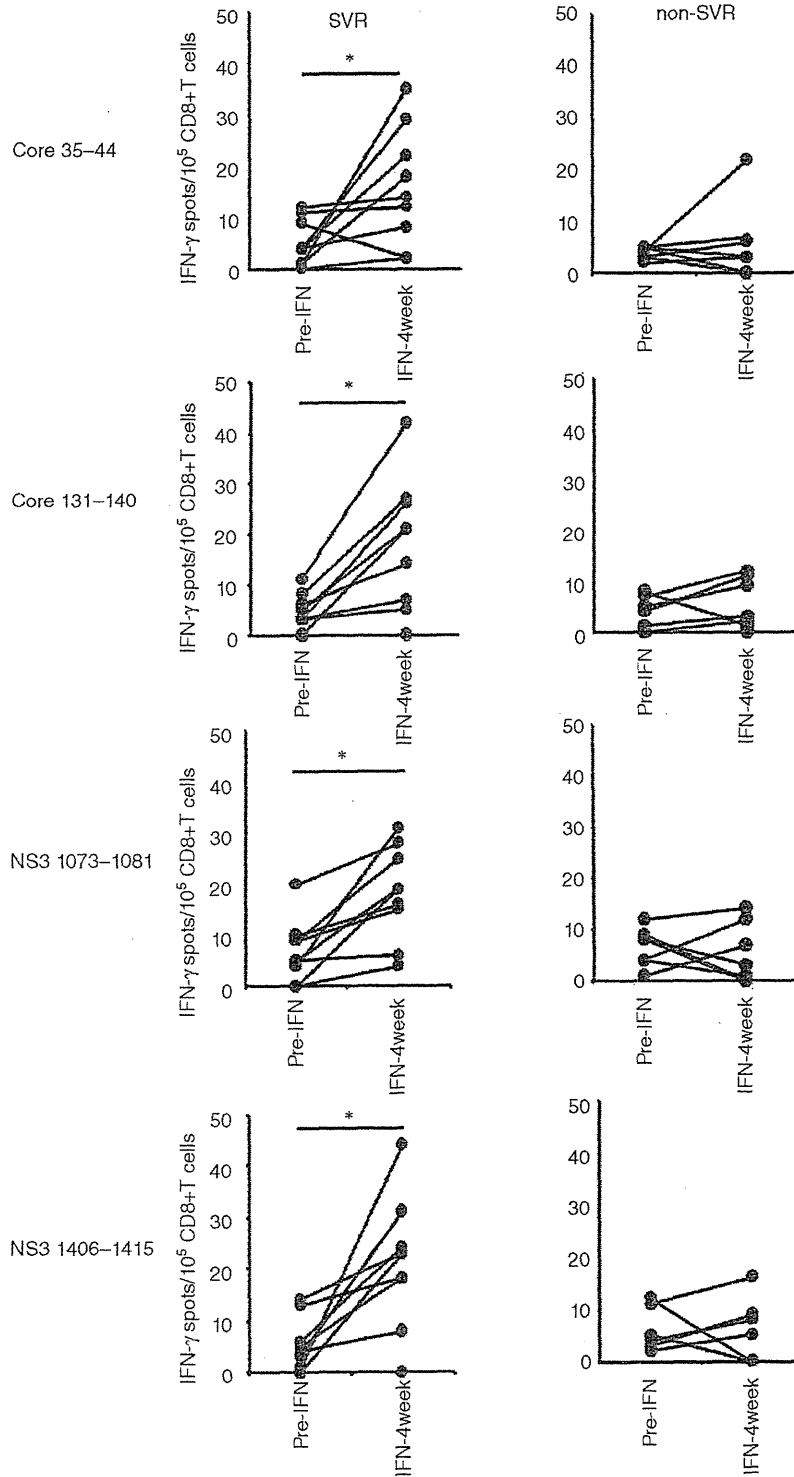 SVR
non-SVR
Core 35–44
IFN-γ spots/10⁵ CD8+T cells
50
40
30
20
10
0
*
Pre-IFN
IFN-4week
50
40
30
20
10
0
Pre-IFN
IFN-4week
Core 131–140
IFN-γ spots/10⁵ CD8+T cells
50
40
30
20
10
0
*
Pre-IFN
IFN-4week
50
40
30
20
10
0
Pre-IFN
IFN-4week
NS3 1073–1081
IFN-γ spots/10⁵ CD8+T cells
50
40
30
20
10
0
*
Pre-IFN
IFN-4week
50
40
30
20
10
0
Pre-IFN
IFN-4week
NS3 1406–1415
IFN-γ spots/10⁵ CD8+T cells
50
40
30
20
10
0
*
Pre-IFN
IFN-4week
50
40
30
20
10
0
Pre-IFN
IFN-4week